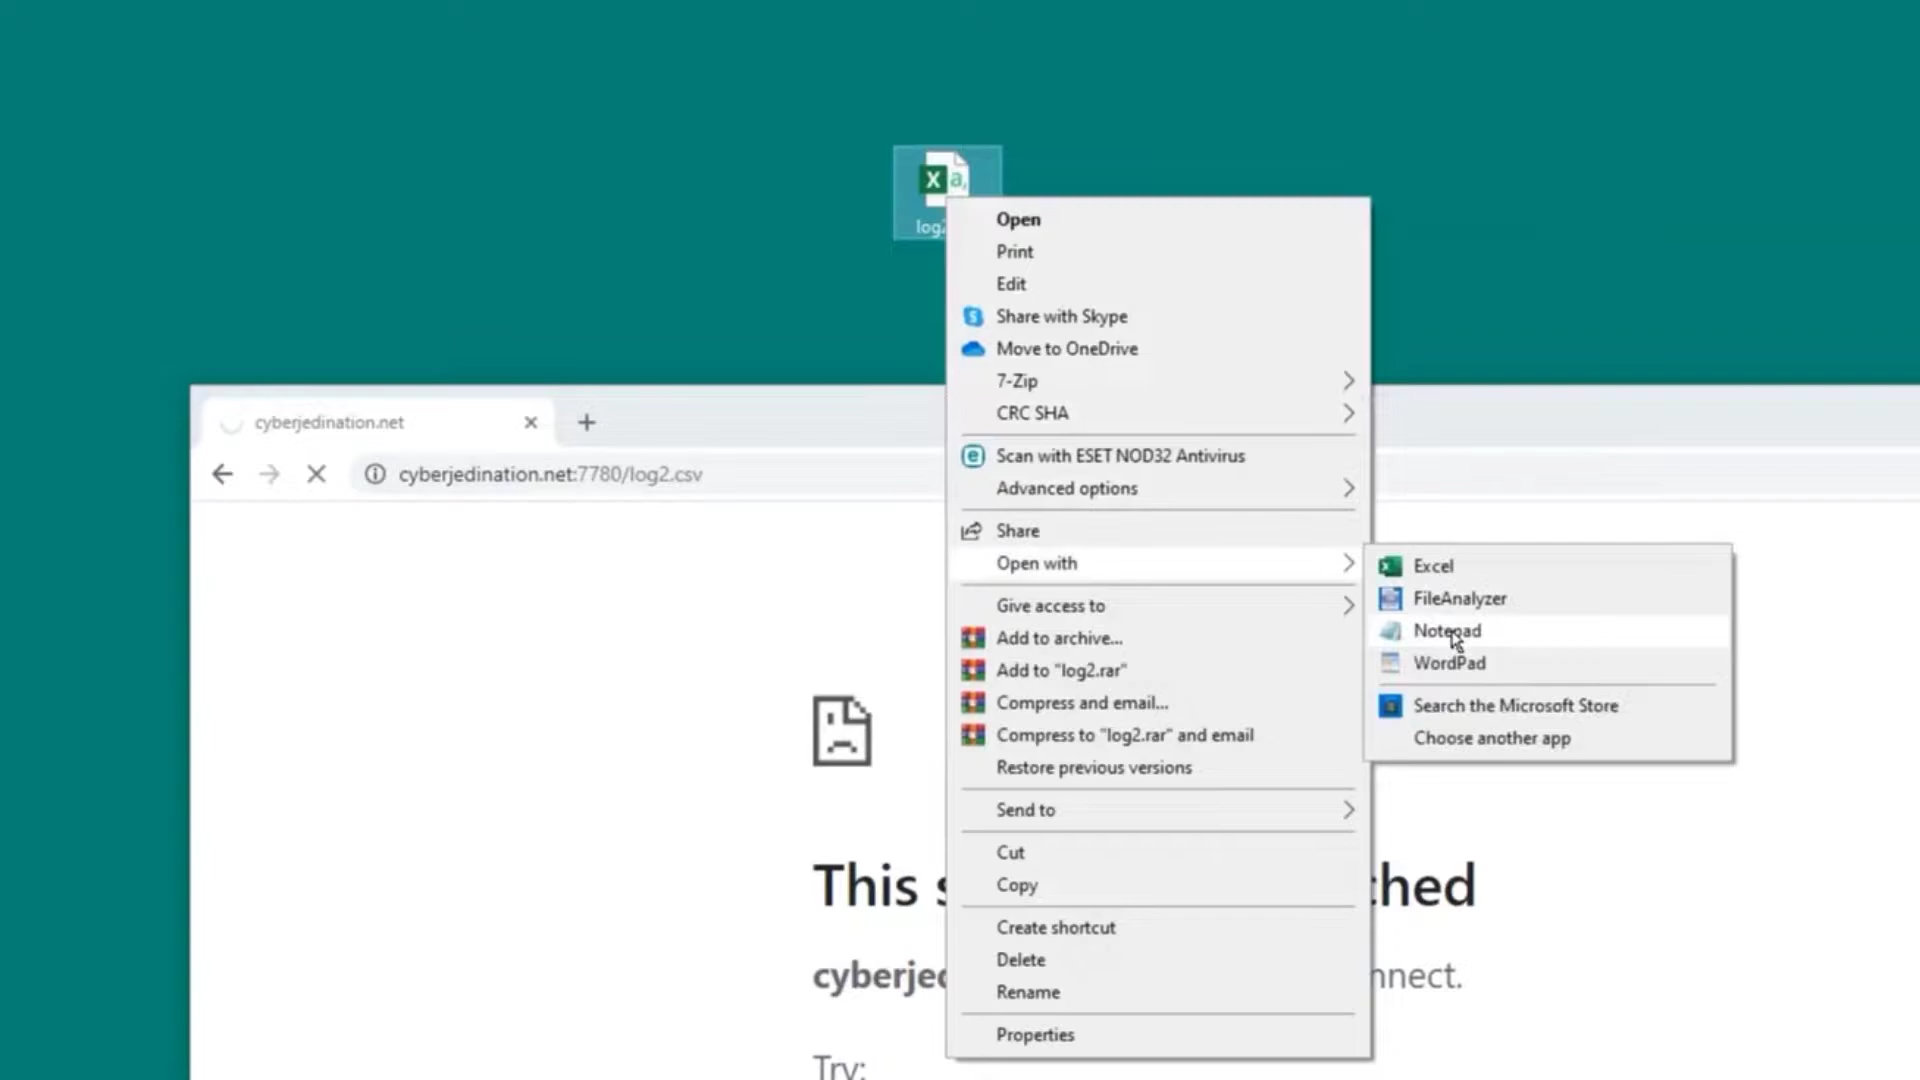 X a,
log2
Open
Print
Edit
Share with Skype
Move to OneDrive
7-Zip
CRC SHA
Scan with ESET NOD32 Antivirus
Advanced options
Share
Open with
Give access to
Add to archive...
Add to "log2.rar"
Compress and email...
Compress to "log2.rar" and email
Restore previous versions
Send to
Cut
Copy
Create shortcut
Delete
Rename
Properties
Excel
FileAnalyzer
Notepad
WordPad
Search the Microsoft Store
Choose another app
cyberjedination.net
cyberjedination.net:7780/log2.csv
This s ched
cyberjed nnect.
Try: